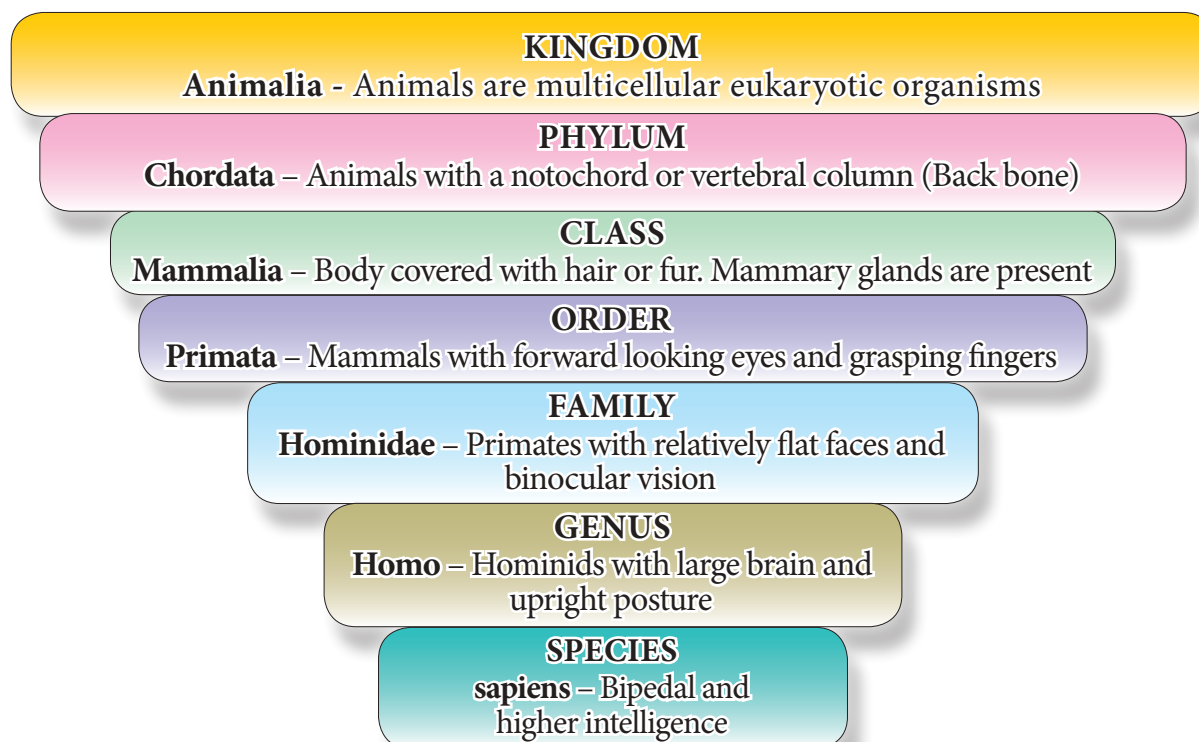 KINGDOM
Animalia - Animals are multicellular eukaryotic organisms
PHYLUM
Chordata – Animals with a notochord or vertebral column (Back bone)
CLASS
Mammalia – Body covered with hair or fur. Mammary glands are present
ORDER
Primata – Mammals with forward looking eyes and grasping fingers
FAMILY
Hominidae – Primates with relatively flat faces and
binocular vision
GENUS
Homo – Hominids with large brain and
upright posture
SPECIES
sapiens – Bipedal and
higher intelligence